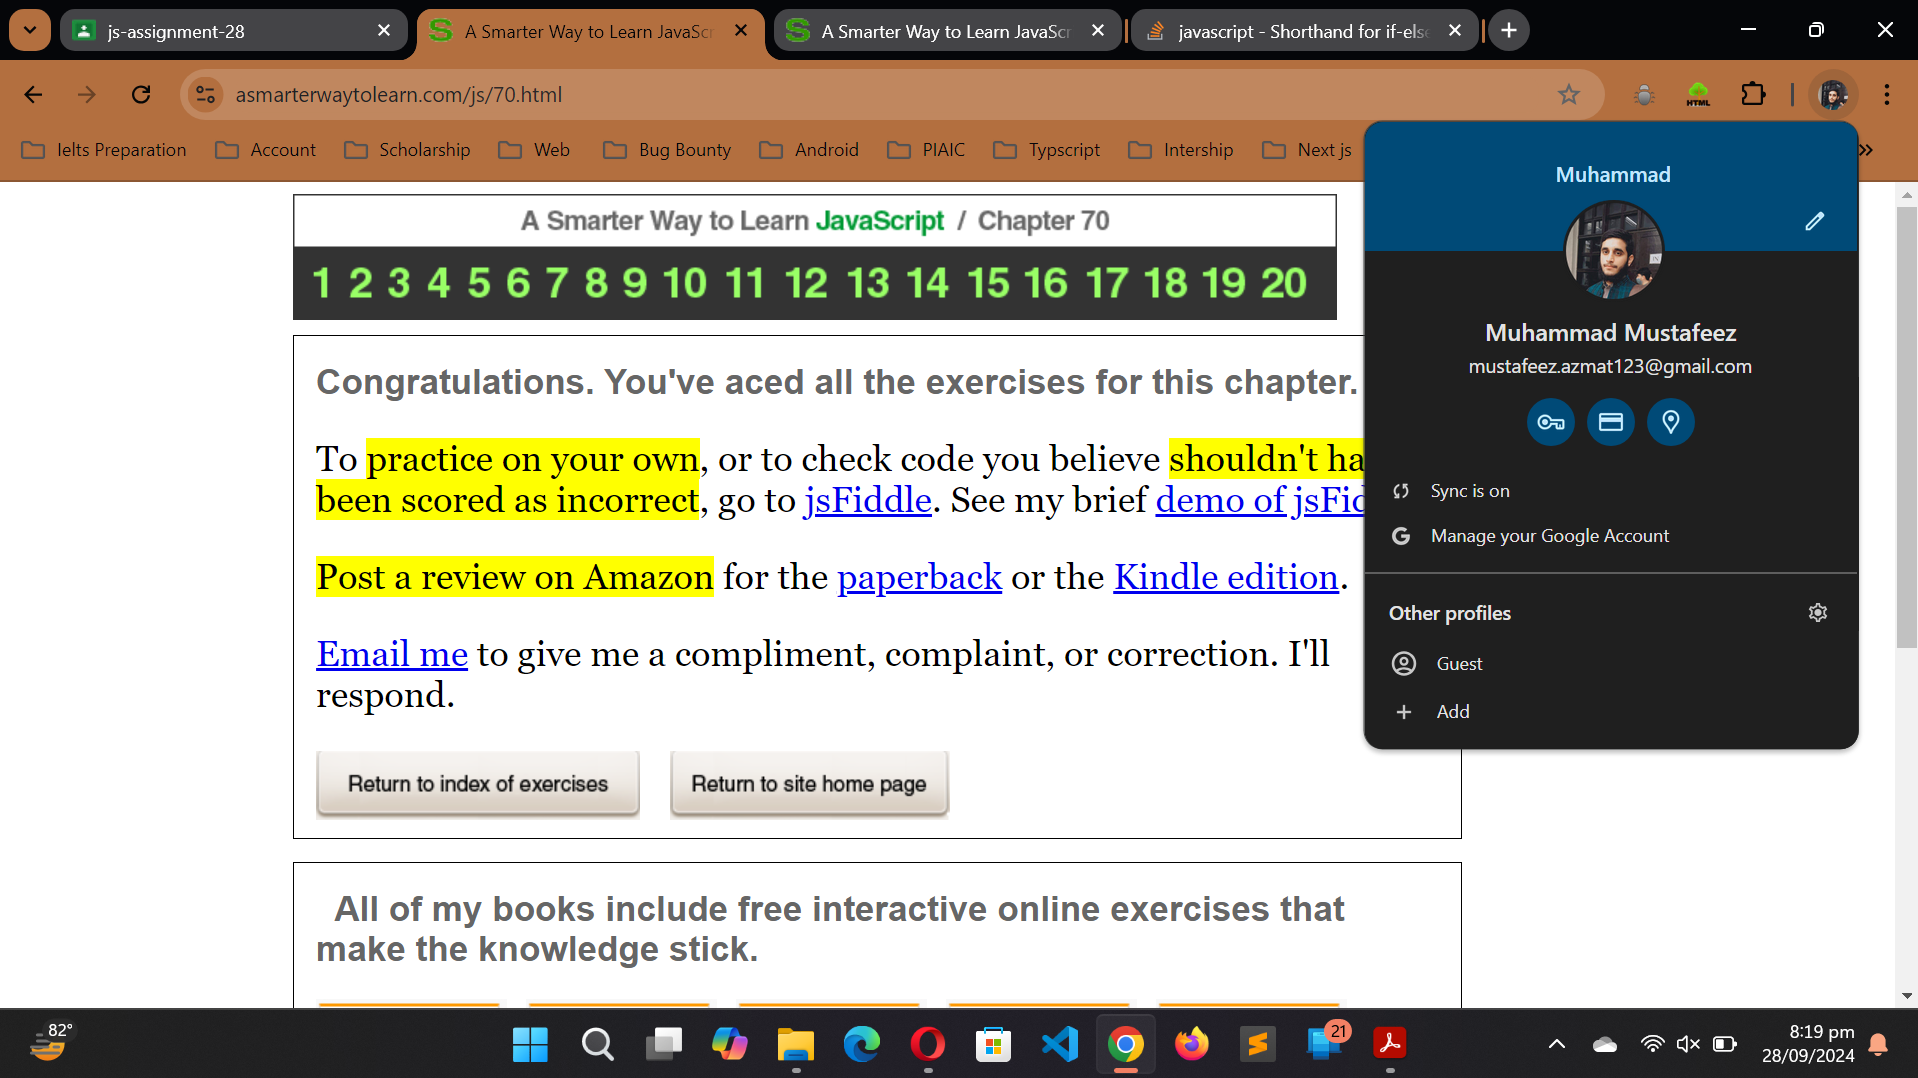 js-assignment-28
A Smarter Way to Learn JavaScr
A Smarter Way to Learn JavaScr
javascript - Shorthand for if-else
asmarterwaytolearn.com/js/70.html
HTML
Ielts Preparation
Account
Scholarship
Web
Bug Bounty
Android
PIAIC
Typscript
Intership
Next js
A Smarter Way to Learn JavaScript / Chapter 70
1 2 3 4 5 6 7 8 9 10 11 12 13 14 15 16 17 18 19 20
Congratulations. You've aced all the exercises for this chapter.
To practice on your own, or to check code you believe shouldn't ha
been scored as incorrect, go to jsFiddle. See my brief demo of jsFid
Post a review on Amazon for the paperback or the Kindle edition.
Email me to give me a compliment, complaint, or correction. I'll
respond.
Return to index of exercises
Return to site home page
All of my books include free interactive online exercises that
make the knowledge stick.
Muhammad
Muhammad Mustafeez
mustafeez.azmat123@gmail.com
Sync is on
Manage your Google Account
Other profiles
Guest
Add
82°
21
8:19 pm
28/09/2024